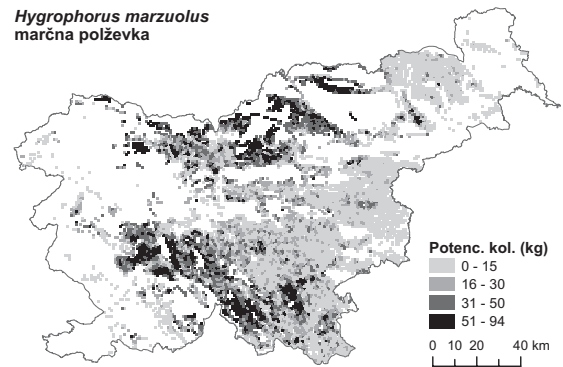 Hygrophorus marzuolus
marčna polževka
Potenc. kol. (kg)
0 - 15
16 - 30
31 - 50
51 - 94
0 10 20 40 km